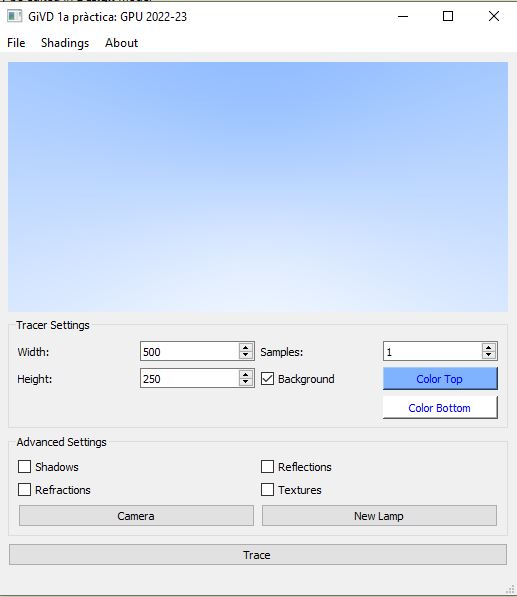 GiVD 1a pràctica: GPU 2022-23
File Shadings About
Tracer Settings
Width: 500 Samples: 1
Height: 250 Background Color Top
Color Bottom
Advanced Settings
Shadows Reflections
Refractions Textures
Camera New Lamp
Trace